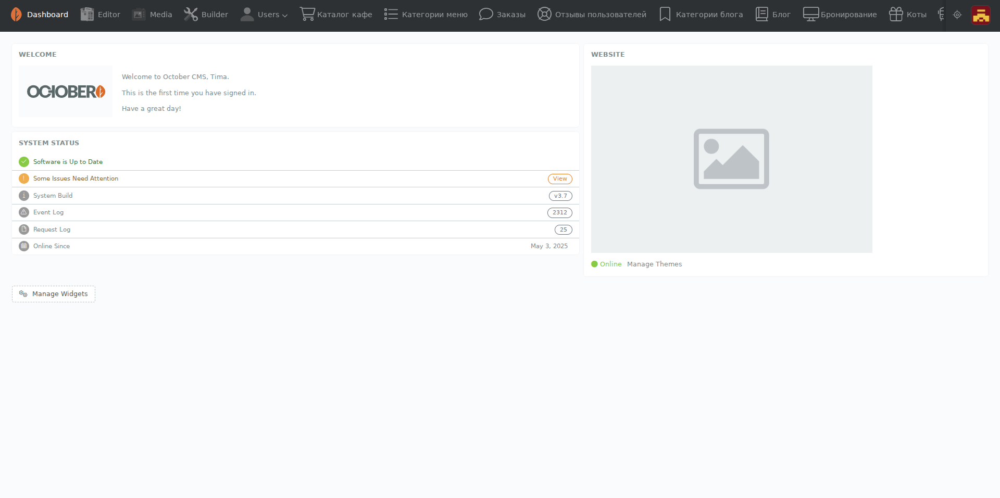 Dashboard Editor Media Builder Users Каталог кафе Категории меню Заказы Отзывы пользователей Категории блога Блог Бронирование Коты
WELCOME
OCTOBER
Welcome to October CMS, Tima.
This is the first time you have signed in.
Have a great day!
SYSTEM STATUS
Software is Up to Date
Some Issues Need Attention View
System Build v3.7
Event Log 2312
Request Log 25
Online Since May 3, 2025
Manage Widgets
WEBSITE
Online Manage Themes